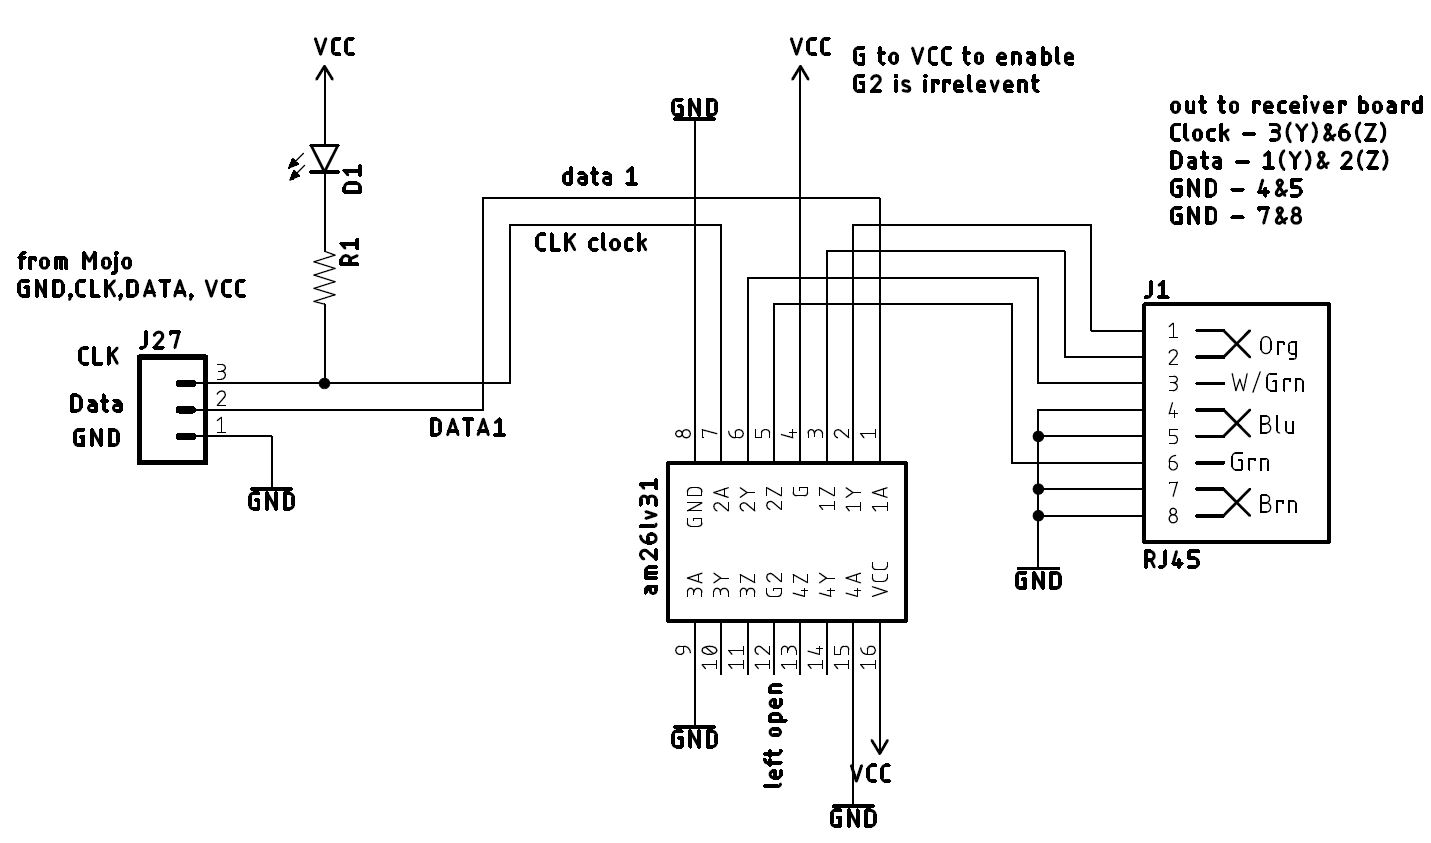 VCC
VCC
G to VCC to enable
G2 is irrelevent
GND
out to receiver board
Clock - 3(Y)&6(Z)
Data - 1(Y)& 2(Z)
GND - 4&5
GND - 7&8
D1
data 1
CLK clock
R1
from Mojo
GND,CLK,DATA, VCC
J27
CLK
3
Data
2
GND
1
DATA1
GND
J1
1
2
Org
3
W/Grn
4
5
Blu
6
Grn
7
8
Brn
RJ45
GND
8
7
6
5
4
3
2
1
am26lv31
GND
2A
2Y
2Z
G
1Z
1Y
1A
3A
3Y
3Z
G2
4Z
4Y
4A
VCC
9
10
11
12
13
14
15
16
GND
left open
VCC
GND